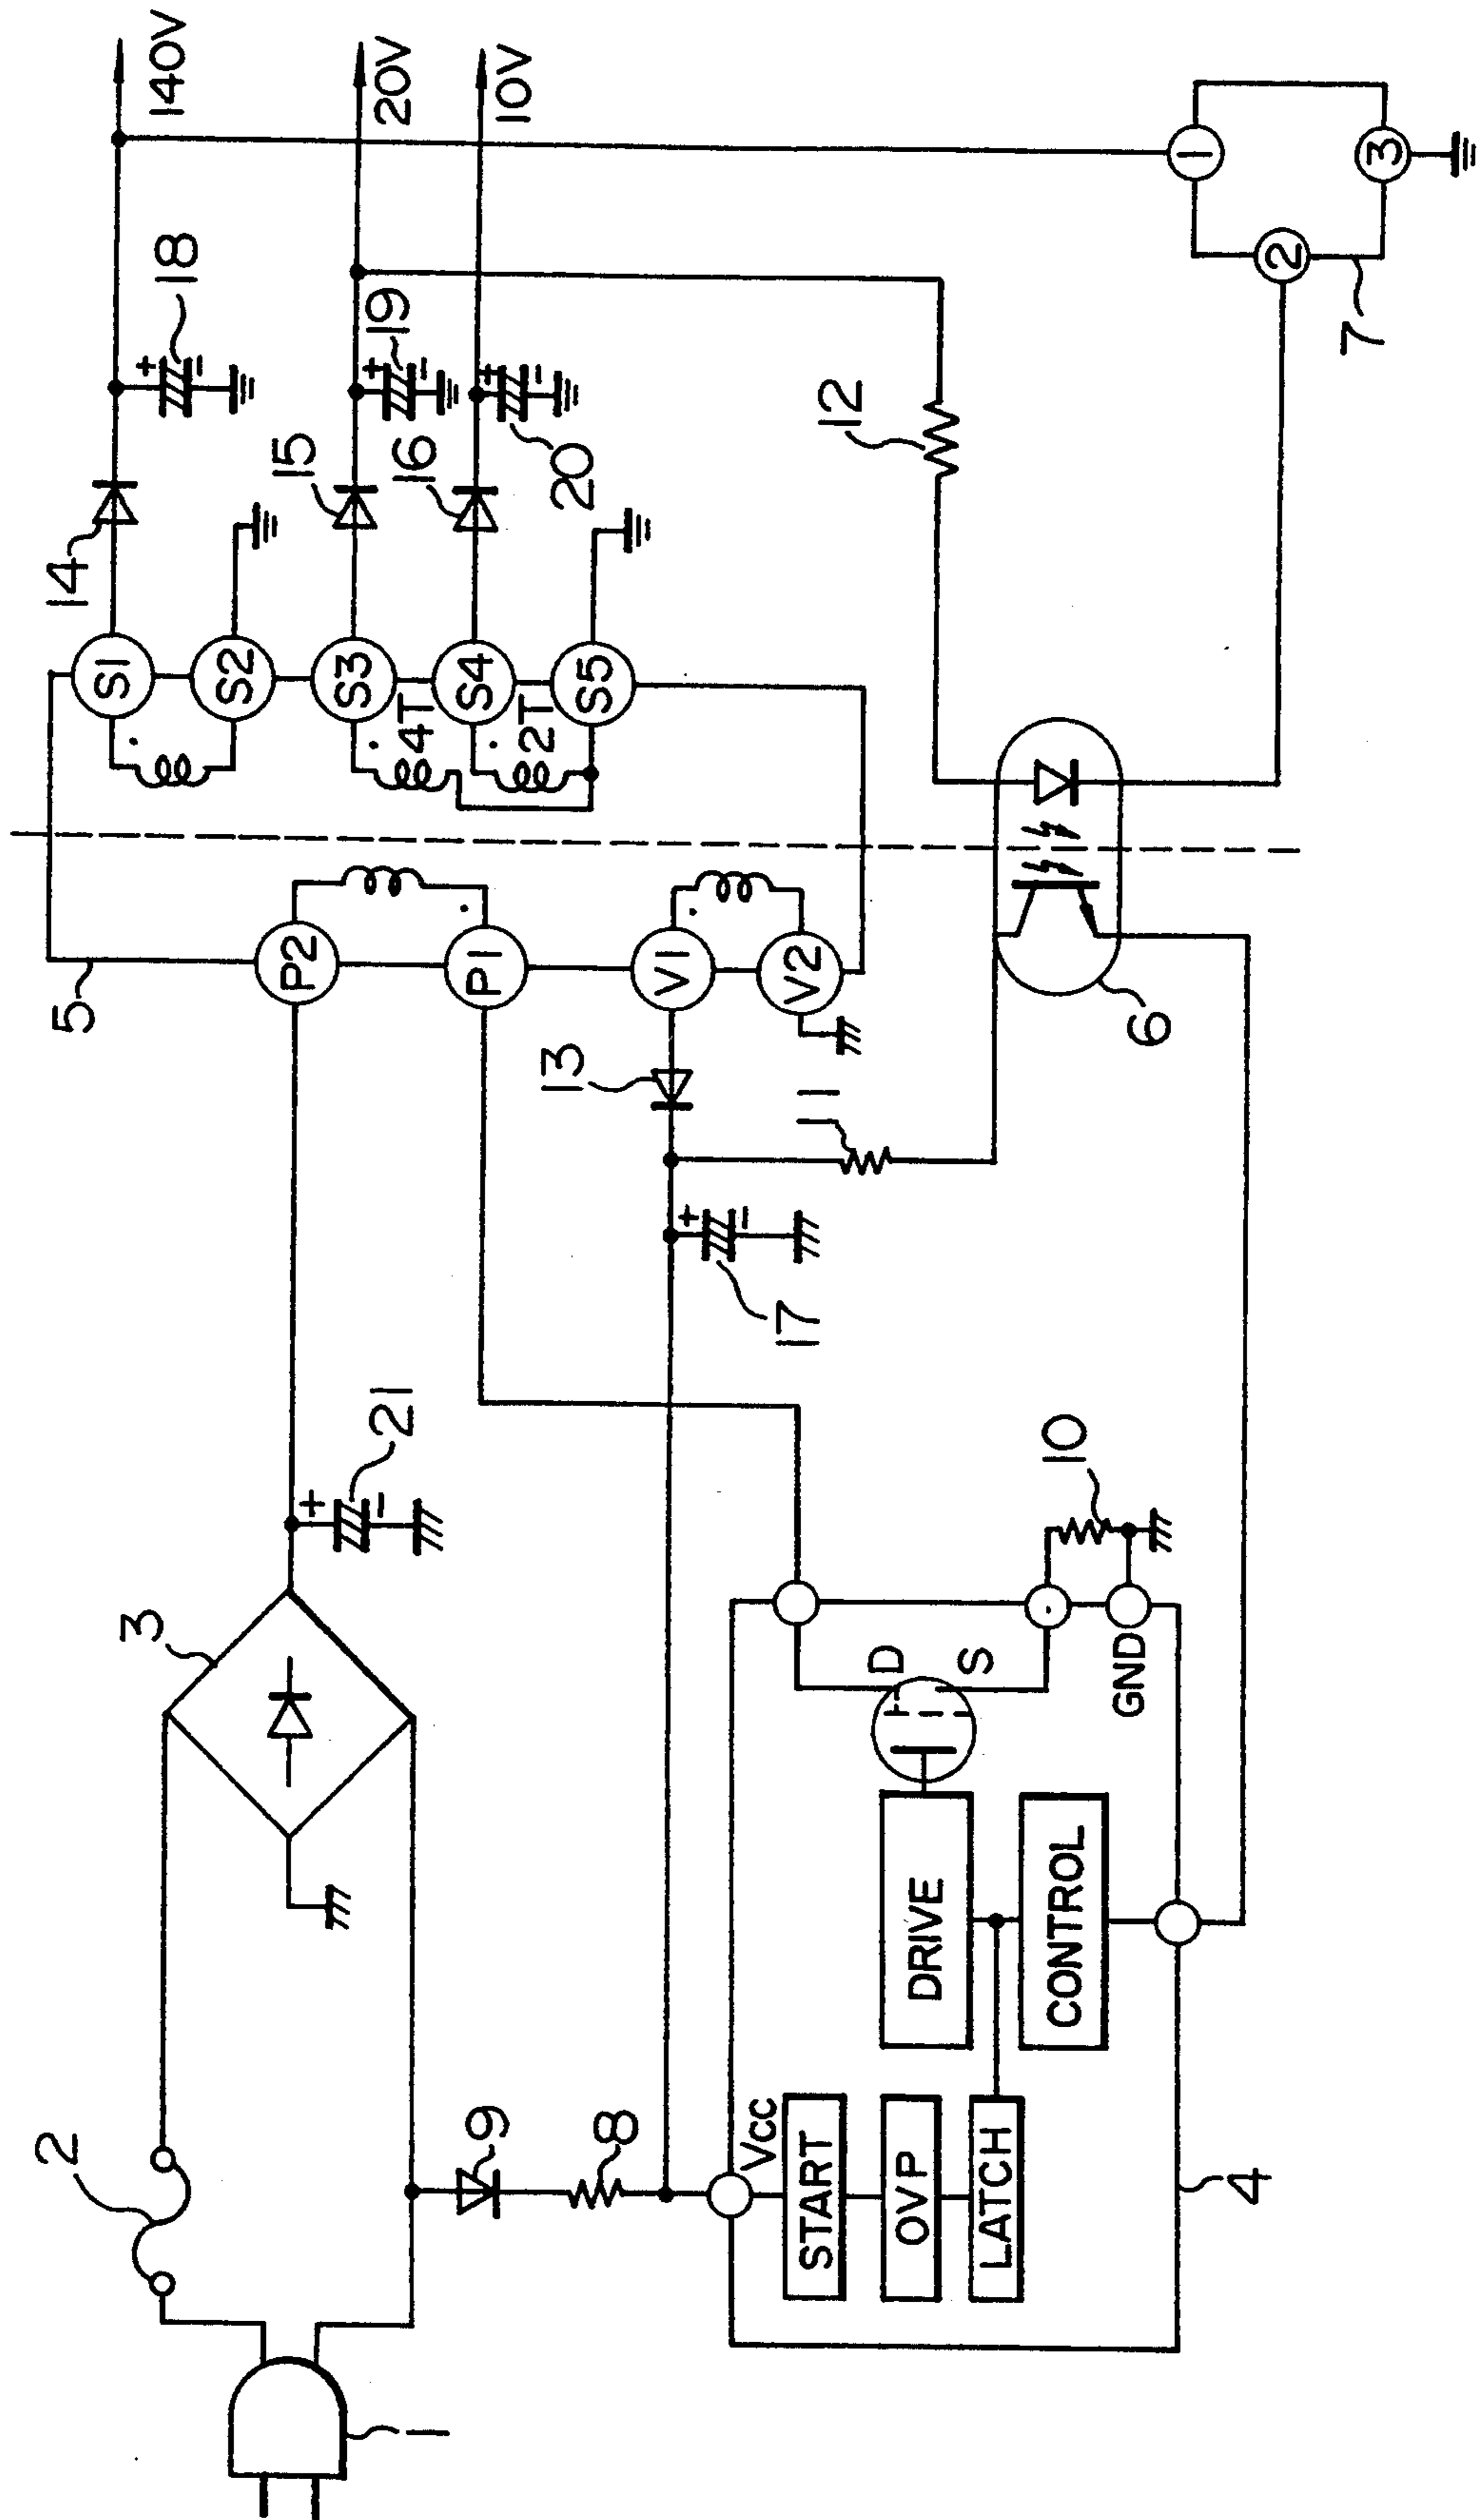 1
2
3
21
9
8
Vcc
START
OVP
LATCH
DRIVE
CONTROL
D
S
GND
10
4
5
P2
P1
V1
V2
13
11
17
6
S1
S2
S3
S4
S5
4T
2T
14
15
16
18
19
20
+
-
+
-
+
-
+
-
+
-
140V
20V
10V
12
1
2
3
7